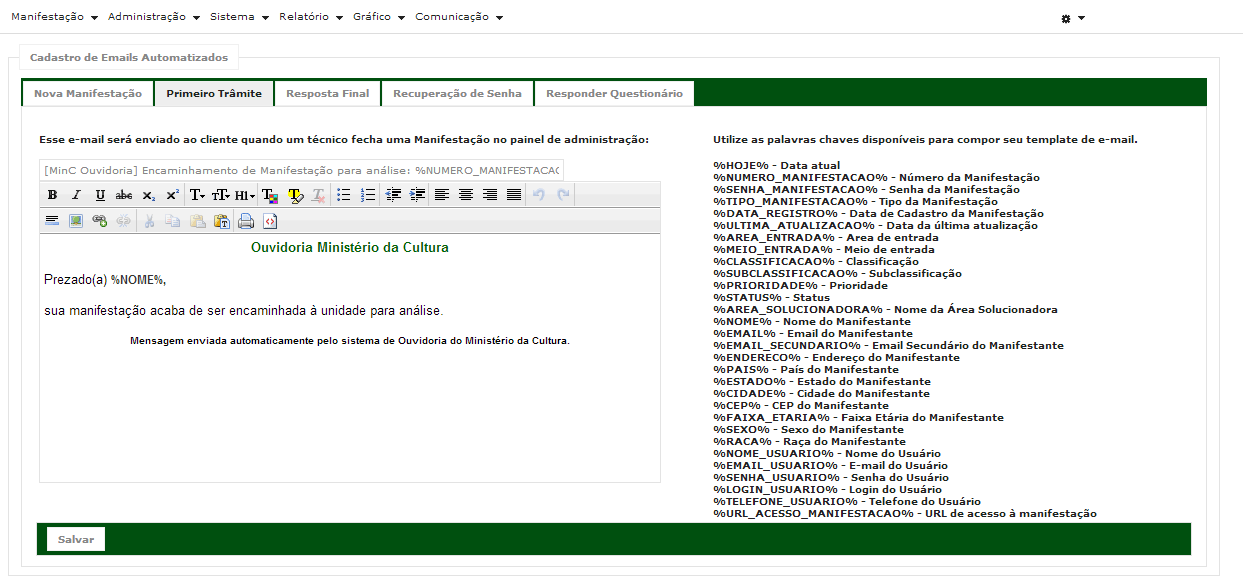 Manifestação Administração Sistema Relatório Gráfico Comunicação
Cadastro de Emails Automatizados
Nova Manifestação Primeiro Trâmite Resposta Final Recuperação de Senha Responder Questionário
Esse e-mail será enviado ao cliente quando um técnico fecha uma Manifestação no painel de administração:
[MinC Ouvidoria] Encaminhamento de Manifestação para análise: %NUMERO_MANIFESTACAO
B I U abc x₂ x² T TT H1 T T T
Ouvidoria Ministério da Cultura
Prezado(a) %NOME%,
sua manifestação acaba de ser encaminhada à unidade para análise.
Mensagem enviada automaticamente pelo sistema de Ouvidoria do Ministério da Cultura.
Utilize as palavras chaves disponíveis para compor seu template de e-mail.
%HOJE% - Data atual
%NUMERO_MANIFESTACAO% - Número da Manifestação
%SENHA_MANIFESTACAO% - Senha da Manifestação
%TIPO_MANIFESTACAO% - Tipo da Manifestação
%DATA_REGISTRO% - Data de Cadastro da Manifestação
%ULTIMA_ATUALIZACAO% - Data da última atualização
%AREA_ENTRADA% - Area de entrada
%MEIO_ENTRADA% - Meio de entrada
%CLASSIFICACAO% - Classificação
%SUBCLASSIFICACAO% - Subclassificação
%PRIORIDADE% - Prioridade
%STATUS% - Status
%AREA_SOLUCIONADORA% - Nome da Área Solucionadora
%NOME% - Nome do Manifestante
%EMAIL% - Email do Manifestante
%EMAIL_SECUNDARIO% - Email Secundário do Manifestante
%ENDERECO% - Endereço do Manifestante
%PAIS% - País do Manifestante
%ESTADO% - Estado do Manifestante
%CIDADE% - Cidade do Manifestante
%CEP% - CEP do Manifestante
%FAIXA_ETARIA% - Faixa Etária do Manifestante
%SEXO% - Sexo do Manifestante
%RACA% - Raça do Manifestante
%NOME_USUARIO% - Nome do Usuário
%EMAIL_USUARIO% - E-mail do Usuário
%SENHA_USUARIO% - Senha do Usuário
%LOGIN_USUARIO% - Login do Usuário
%TELEFONE_USUARIO% - Telefone do Usuário
%URL_ACESSO_MANIFESTACAO% - URL de acesso à manifestação
Salvar